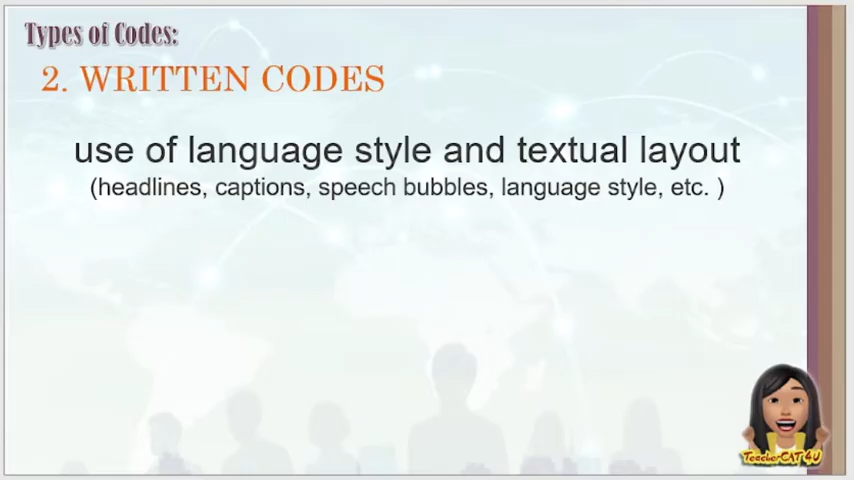 Types of Codes:
2. WRITTEN CODES
use of language style and textual layout
(headlines, captions, speech bubbles, language style, etc. )
TeacherCAT 4U